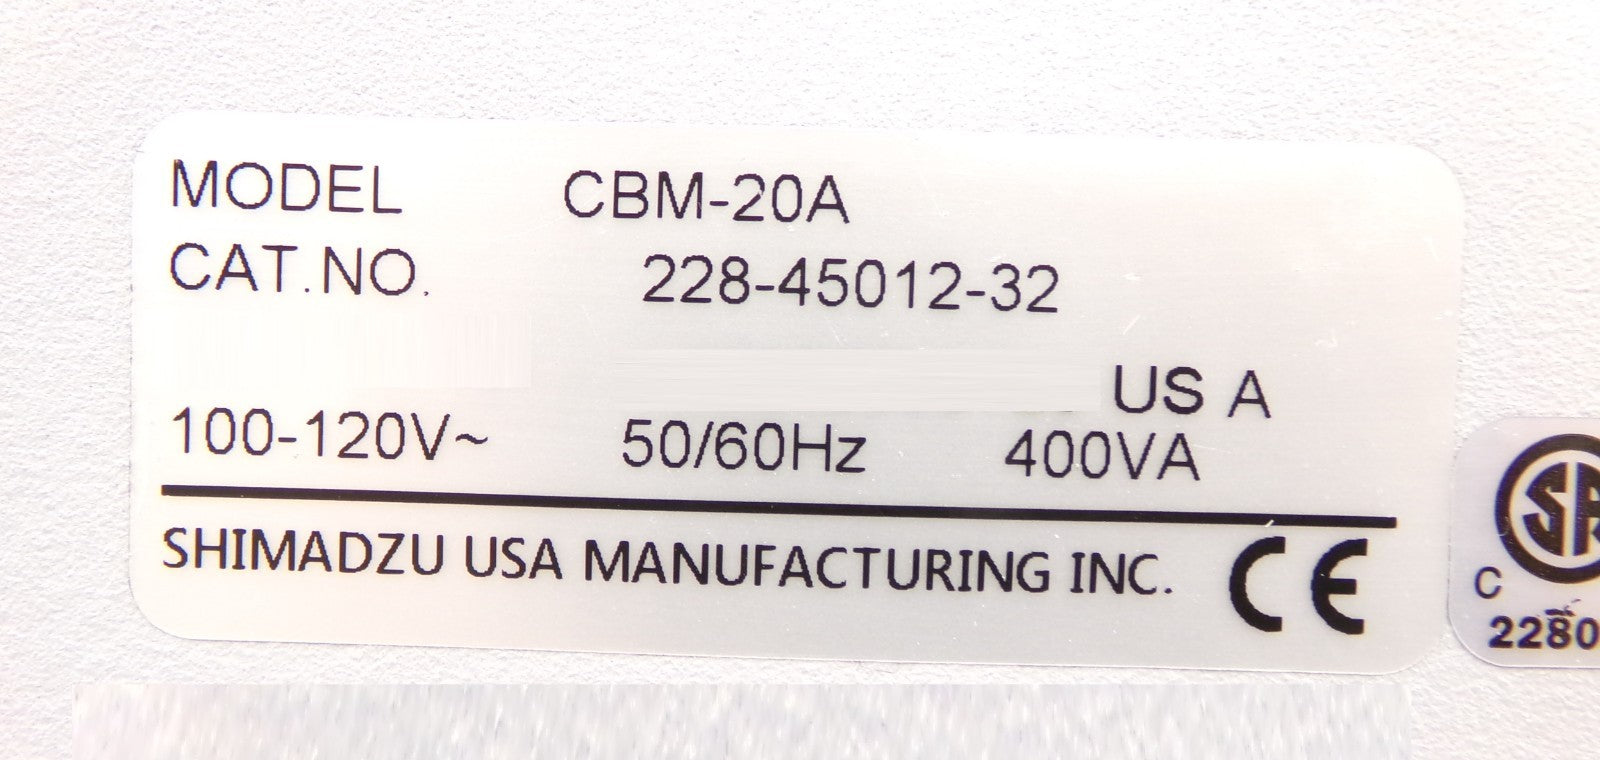 MODEL CBM-20A
CAT.NO. 228-45012-32
US A
100-120V~ 50/60Hz 400VA
SHIMADZU USA MANUFACTURING INC. CE
SA
C
2280